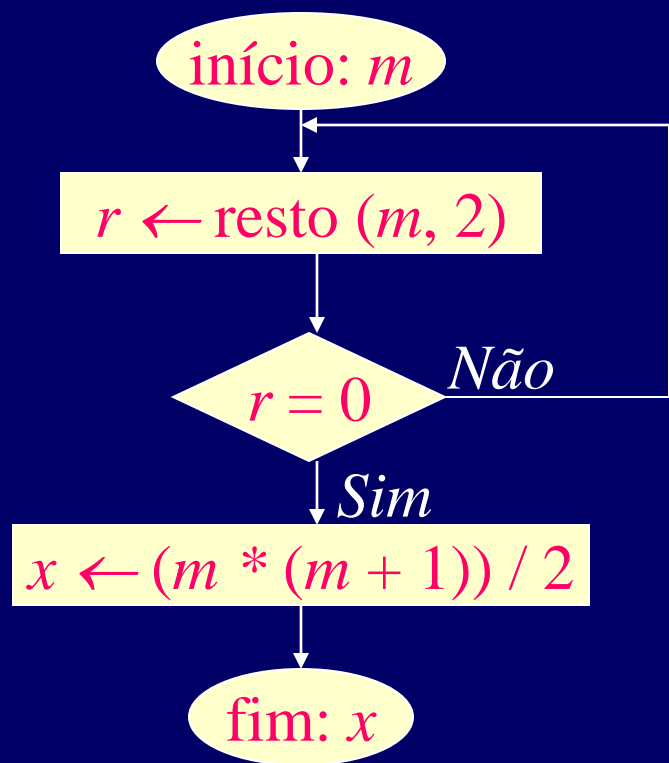 início: m
r ← resto (m, 2)
r = 0
Não
Sim
x ← (m * (m + 1)) / 2
fim: x